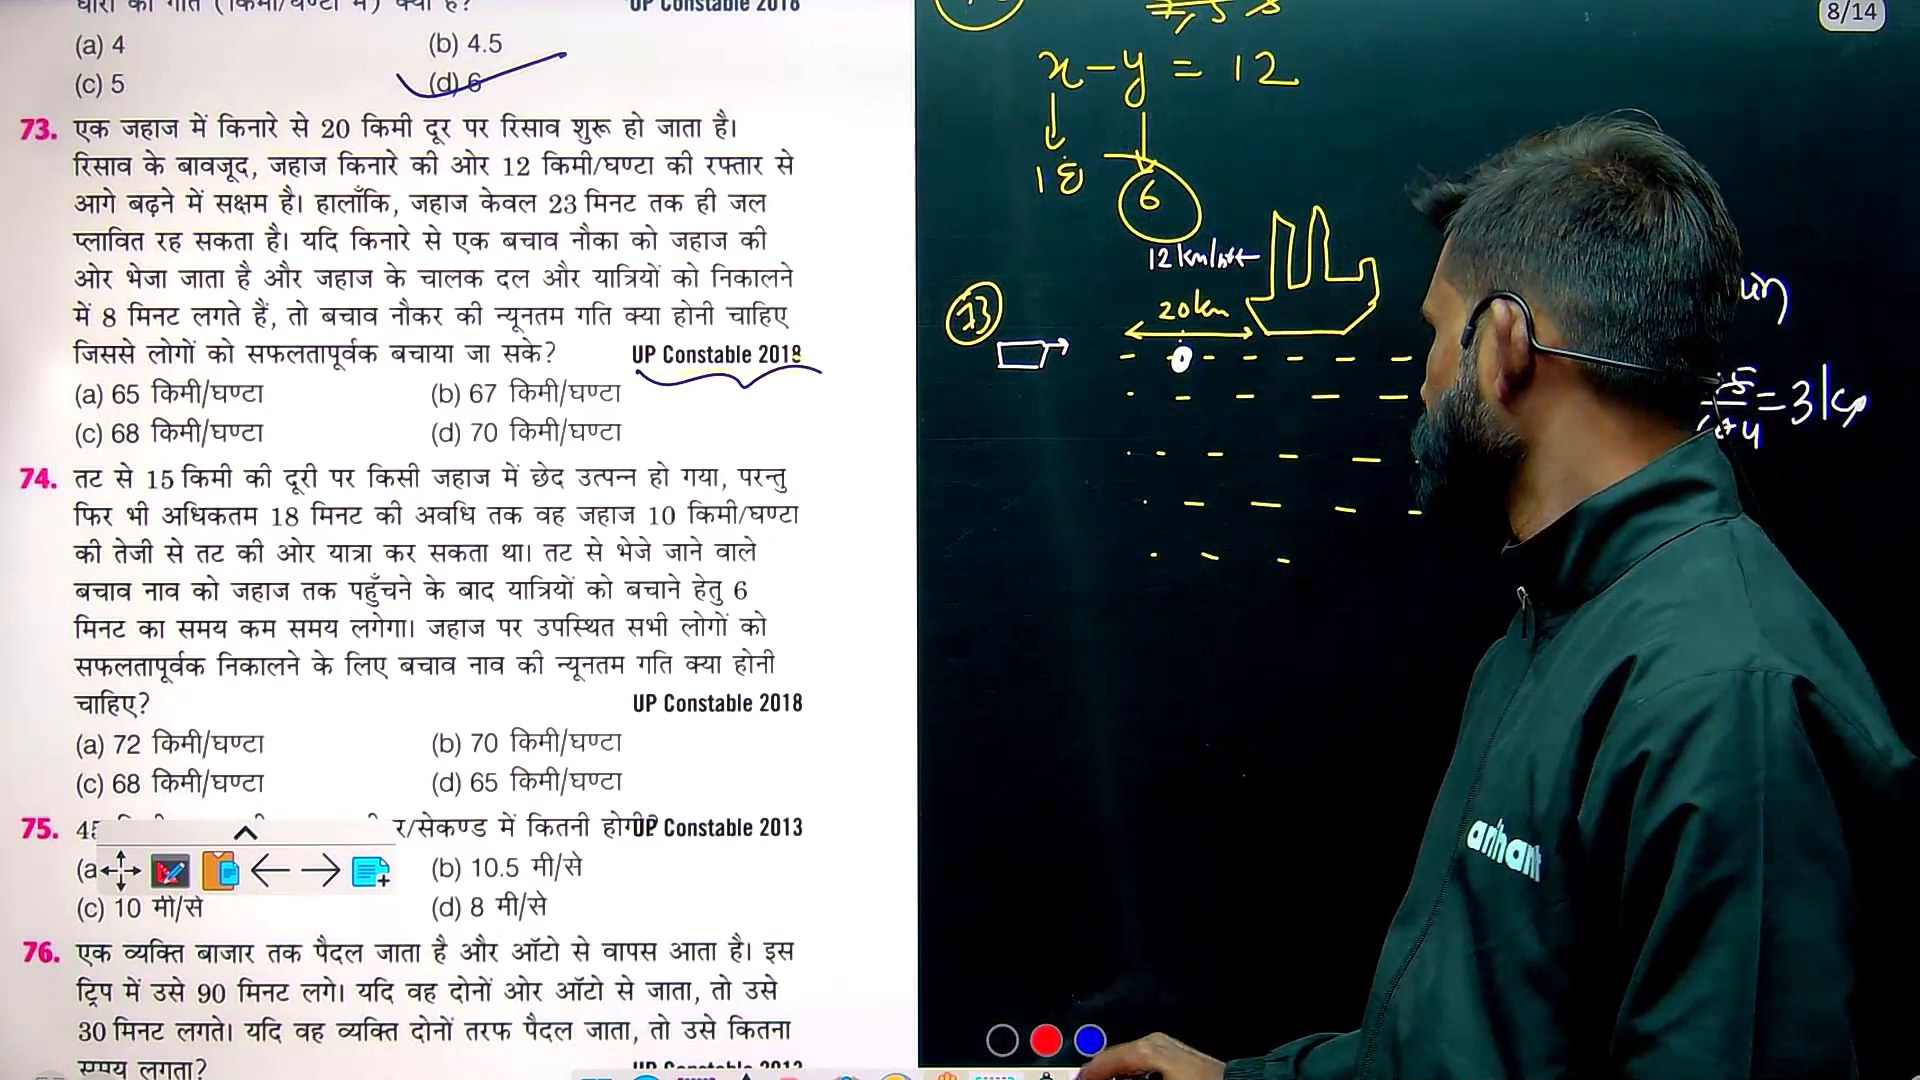 UP Constable 2018
(a) 4 (b) 4.5
(c) 5 (d) 6
73. एक जहाज में किनारे से 20 किमी दूर पर रिसाव शुरू हो जाता है।
रिसाव के बावजूद, जहाज किनारे की ओर 12 किमी/घण्टा की रफ्तार से
आगे बढ़ने में सक्षम है। हालाँकि, जहाज केवल 23 मिनट तक ही जल
प्लावित रह सकता है। यदि किनारे से एक बचाव नौका को जहाज की
ओर भेजा जाता है और जहाज के चालक दल और यात्रियों को निकालने
में 8 मिनट लगते हैं, तो बचाव नौकर की न्यूनतम गति क्या होनी चाहिए
जिससे लोगों को सफलतापूर्वक बचाया जा सके? UP Constable 2018
(a) 65 किमी/घण्टा (b) 67 किमी/घण्टा
(c) 68 किमी/घण्टा (d) 70 किमी/घण्टा
74. तट से 15 किमी की दूरी पर किसी जहाज में छेद उत्पन्न हो गया, परन्तु
फिर भी अधिकतम 18 मिनट की अवधि तक वह जहाज 10 किमी/घण्टा
की तेजी से तट की ओर यात्रा कर सकता था। तट से भेजे जाने वाले
बचाव नाव को जहाज तक पहुँचने के बाद यात्रियों को बचाने हेतु 6
मिनट का समय कम समय लगेगा। जहाज पर उपस्थित सभी लोगों को
सफलतापूर्वक निकालने के लिए बचाव नाव की न्यूनतम गति क्या होनी
चाहिए? UP Constable 2018
(a) 72 किमी/घण्टा (b) 70 किमी/घण्टा
(c) 68 किमी/घण्टा (d) 65 किमी/घण्टा
75. र/सेकण्ड में कितनी होगी? UP Constable 2013
(b) 10.5 मी/से
(c) 10 मी/से (d) 8 मी/से
76. एक व्यक्ति बाजार तक पैदल जाता है और ऑटो से वापस आता है। इस
ट्रिप में उसे 90 मिनट लगे। यदि वह दोनों ओर ऑटो से जाता, तो उसे
30 मिनट लगते। यदि वह व्यक्ति दोनों तरफ पैदल जाता, तो उसे कितना
समय लगता?
8/14
x - y = 12
18
6
73
20km
arihant